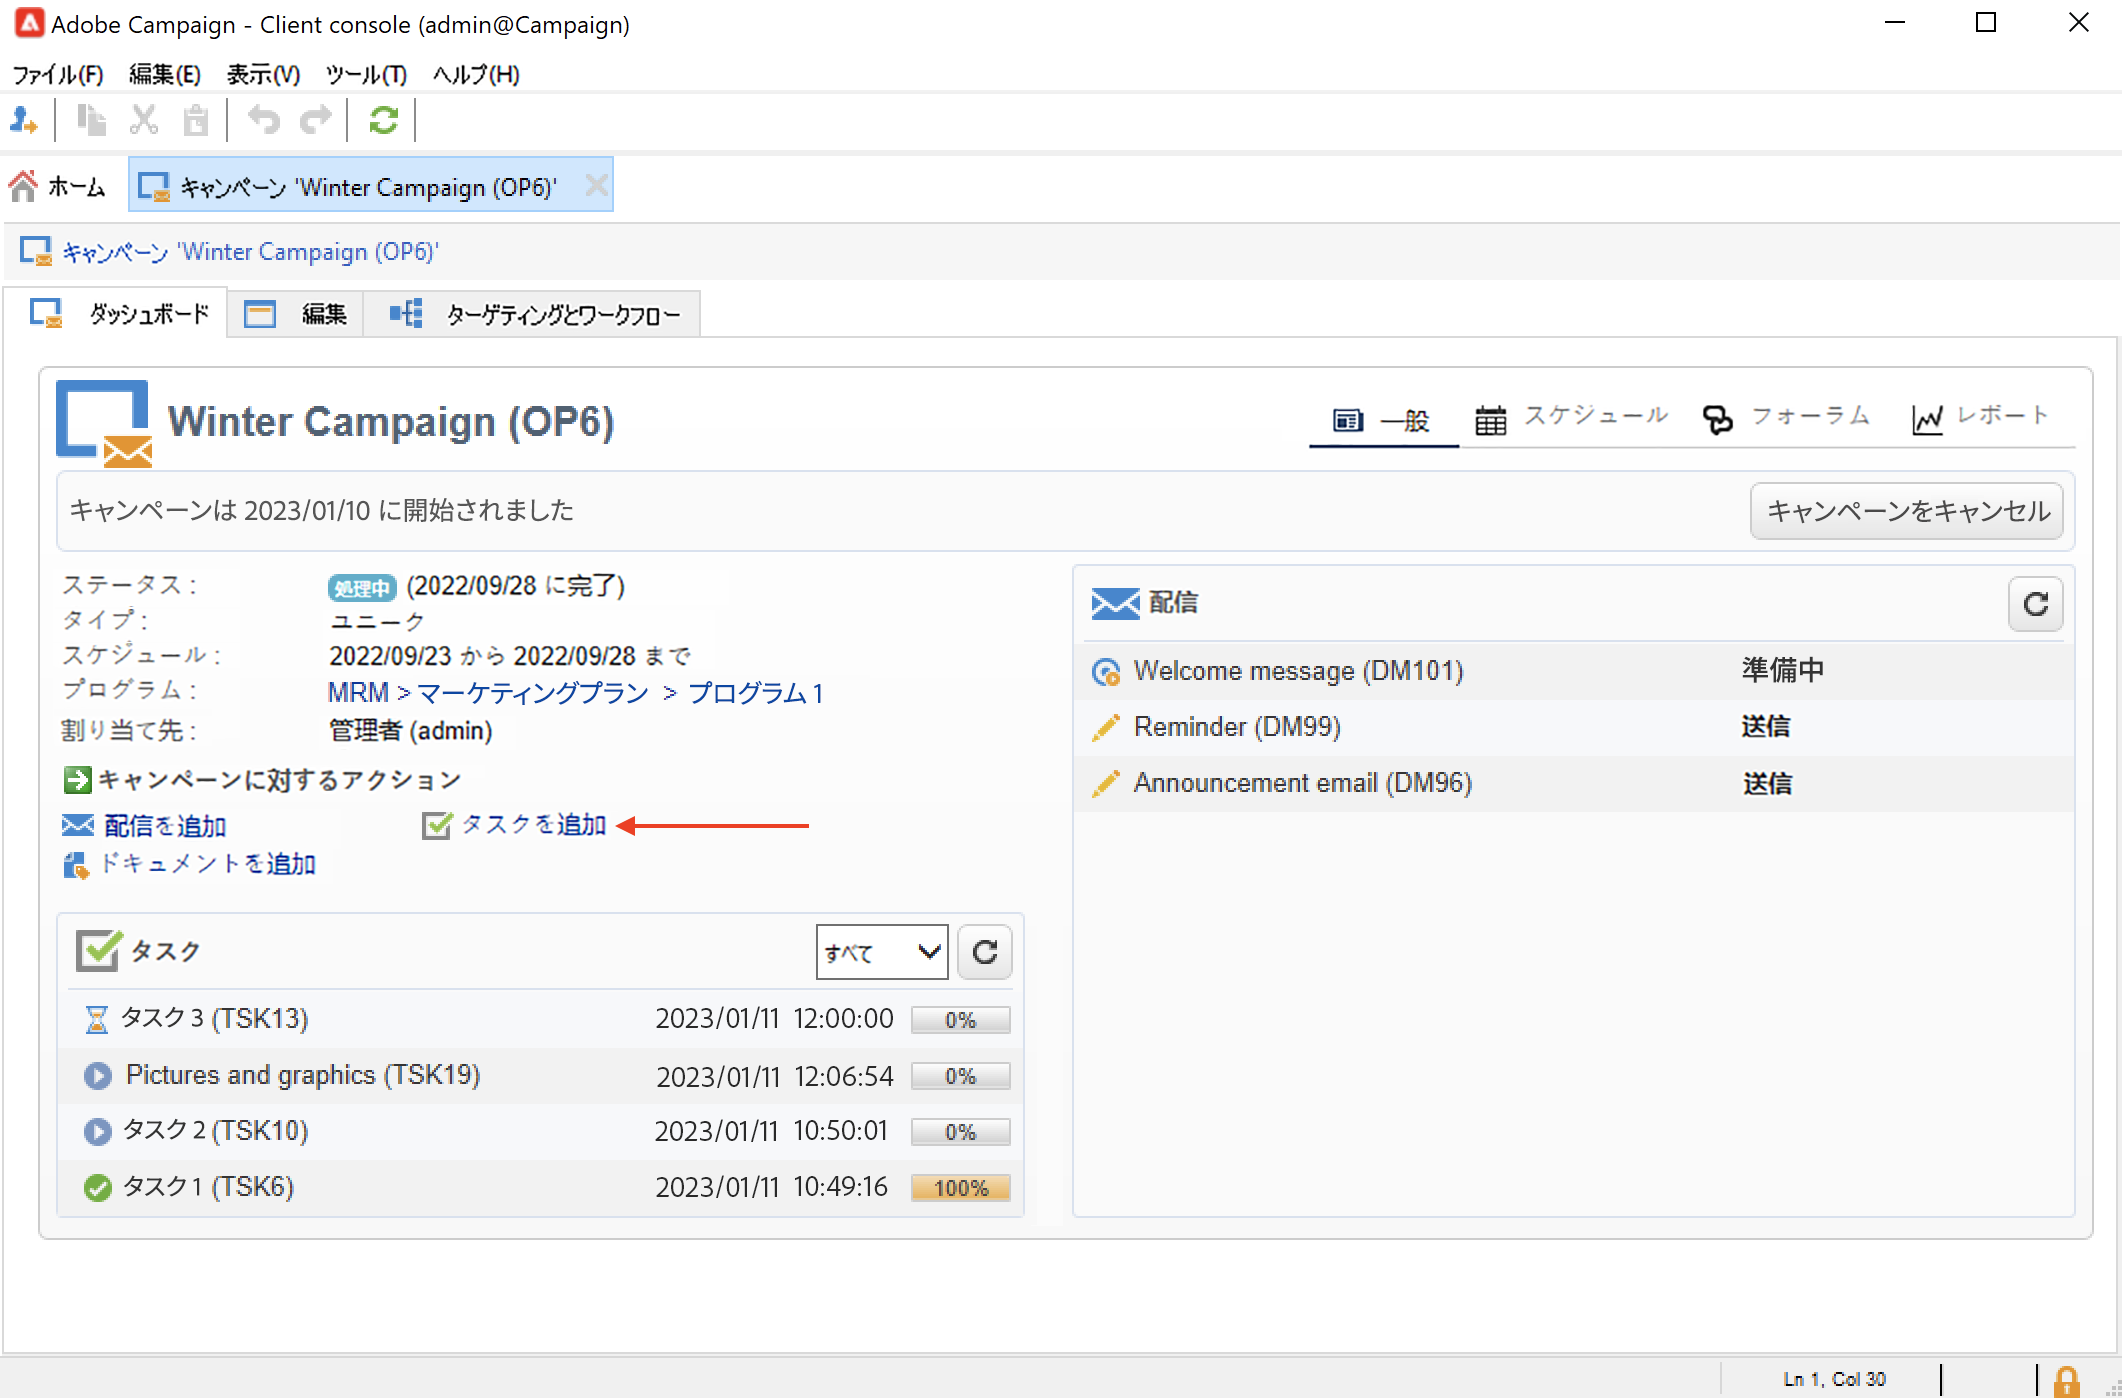 Adobe Campaign - Client console (admin@Campaign)
ファイル(F) 編集(E) 表示(V) ツール(T) ヘルプ(H)
ホーム キャンペーン 'Winter Campaign (OP6)'
キャンペーン 'Winter Campaign (OP6)'
ダッシュボード 編集 ターゲティングとワークフロー
Winter Campaign (OP6) 一般 スケジュール フォーラム レポート
キャンペーンは 2023/01/10 に開始されました キャンペーンをキャンセル
ステータス : 処理中 (2022/09/28 に完了)
タイプ : ユニーク
スケジュール : 2022/09/23 から 2022/09/28 まで
プログラム : MRM > マーケティングプラン > プログラム 1
割り当て先 : 管理者 (admin)
キャンペーンに対するアクション
配信を追加 タスクを追加
ドキュメントを追加
タスク すべて
タスク 3 (TSK13) 2023/01/11 12:00:00 0%
Pictures and graphics (TSK19) 2023/01/11 12:06:54 0%
タスク 2 (TSK10) 2023/01/11 10:50:01 0%
タスク 1 (TSK6) 2023/01/11 10:49:16 100%
配信
Welcome message (DM101) 準備中
Reminder (DM99) 送信
Announcement email (DM96) 送信
Ln 1, Col 30